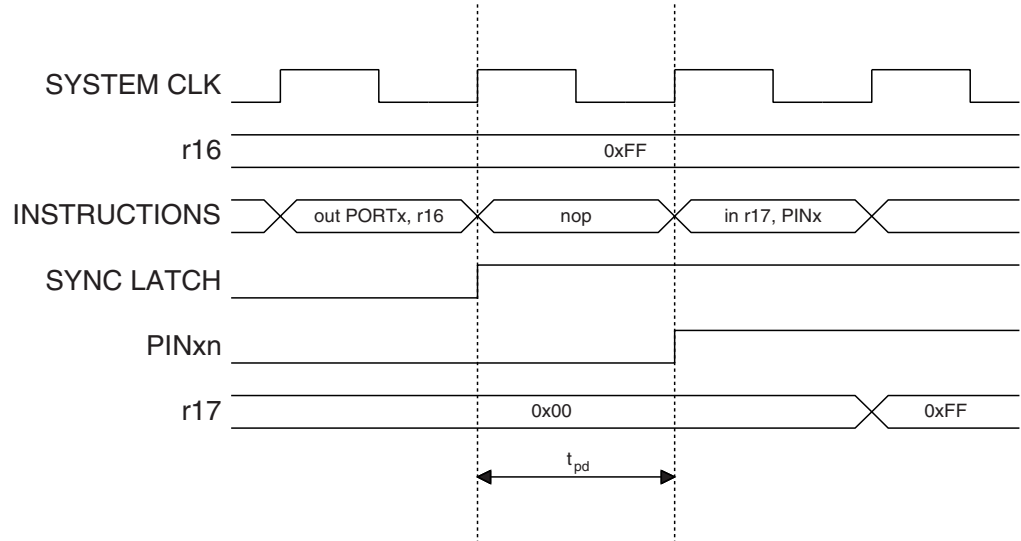 SYSTEM CLK
r16
0xFF
INSTRUCTIONS
out PORTx, r16
nop
in r17, PINx
SYNC LATCH
PINxn
r17
0x00
0xFF
tpd